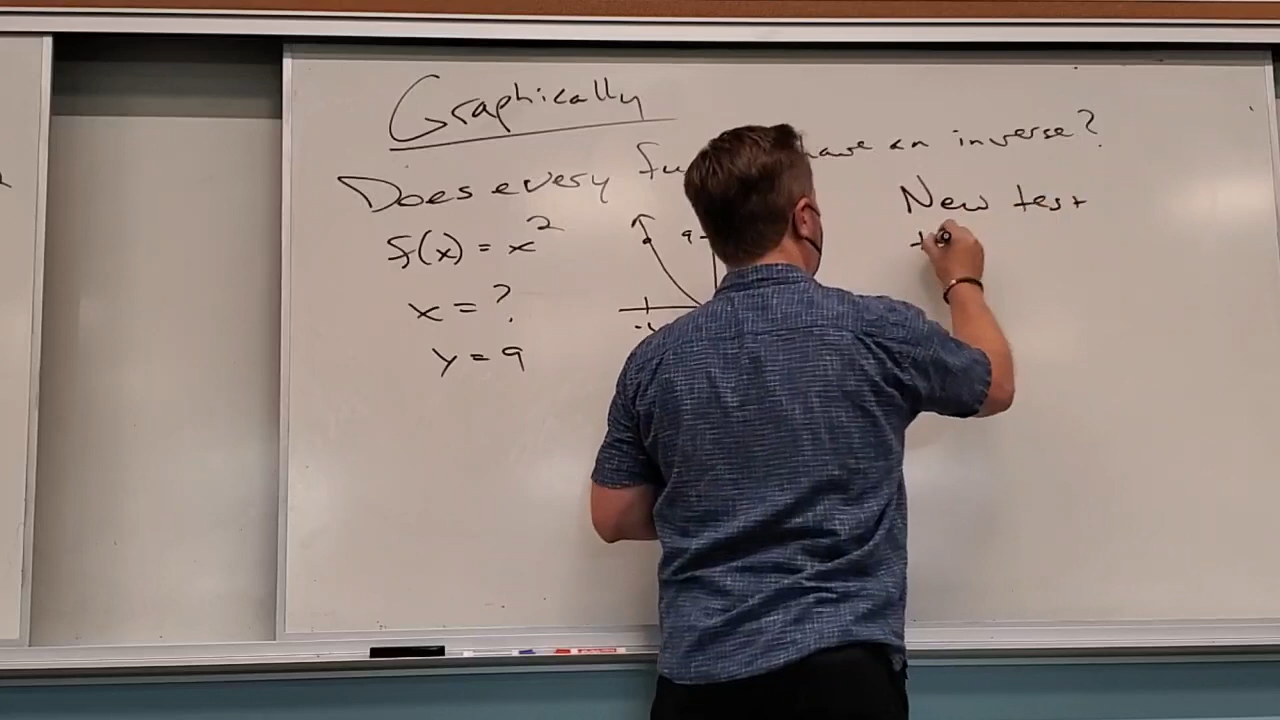 Graphically
Does every fu have an inverse?
f(x) = x²
x = ?
y = 9
9
New test